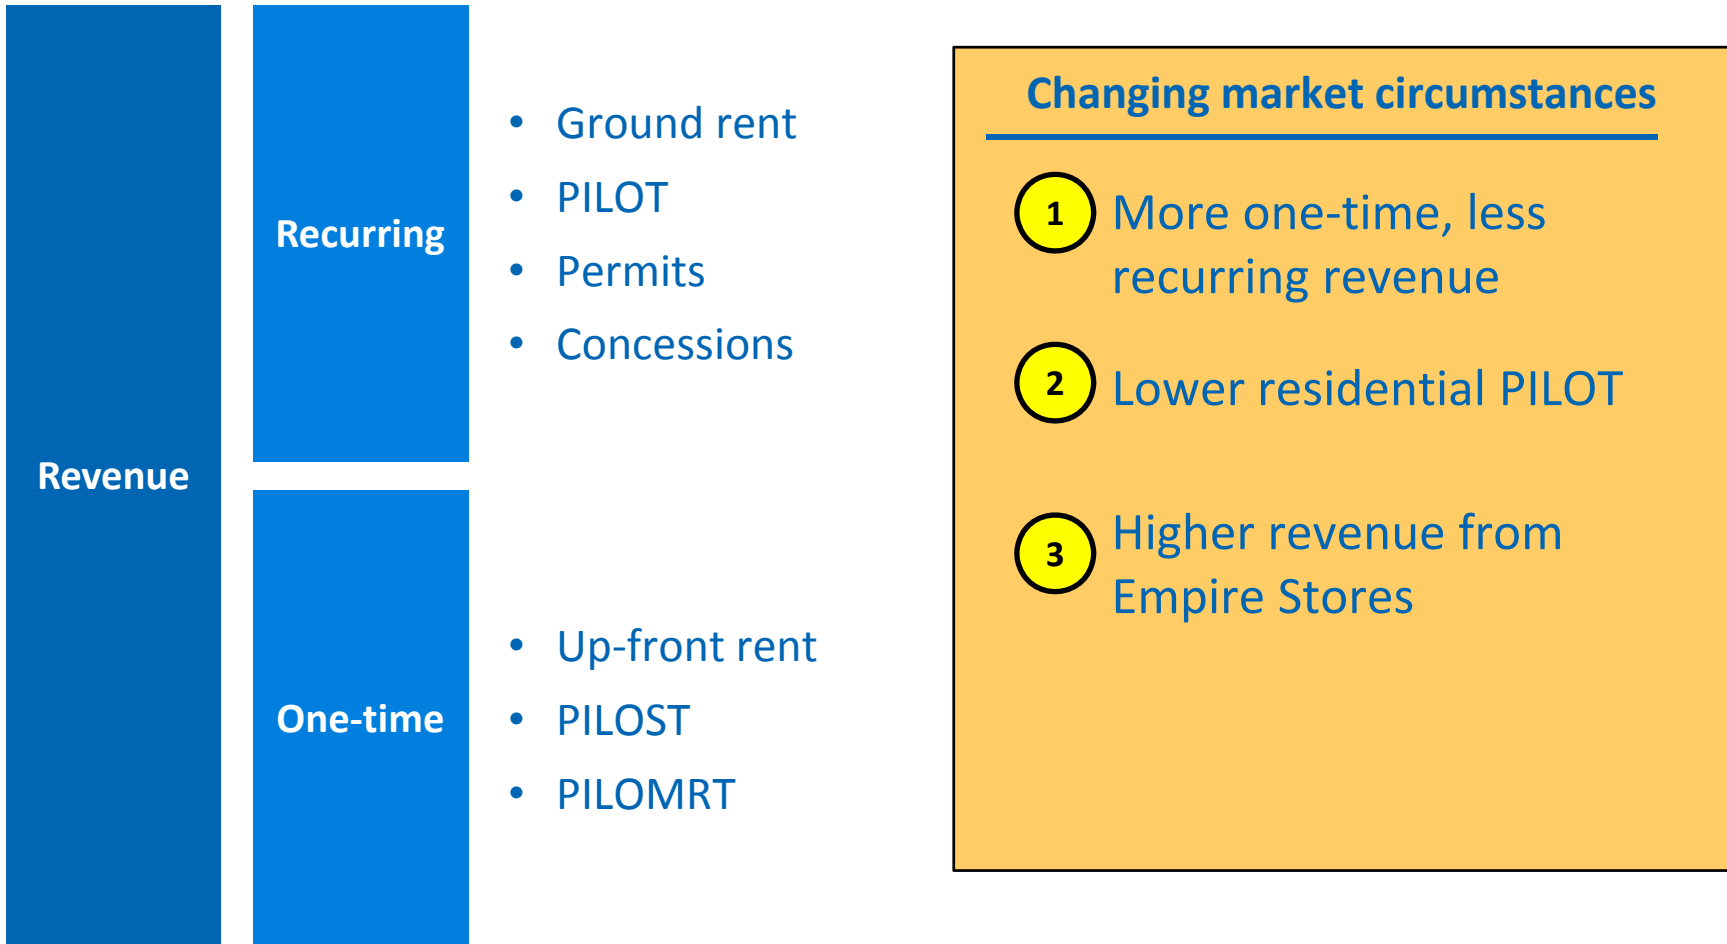 Revenue
Recurring
• Ground rent
• PILOT
• Permits
• Concessions
One-time
• Up-front rent
• PILOST
• PILOMRT
Changing market circumstances
1 More one-time, less
recurring revenue
2 Lower residential PILOT
3 Higher revenue from
Empire Stores